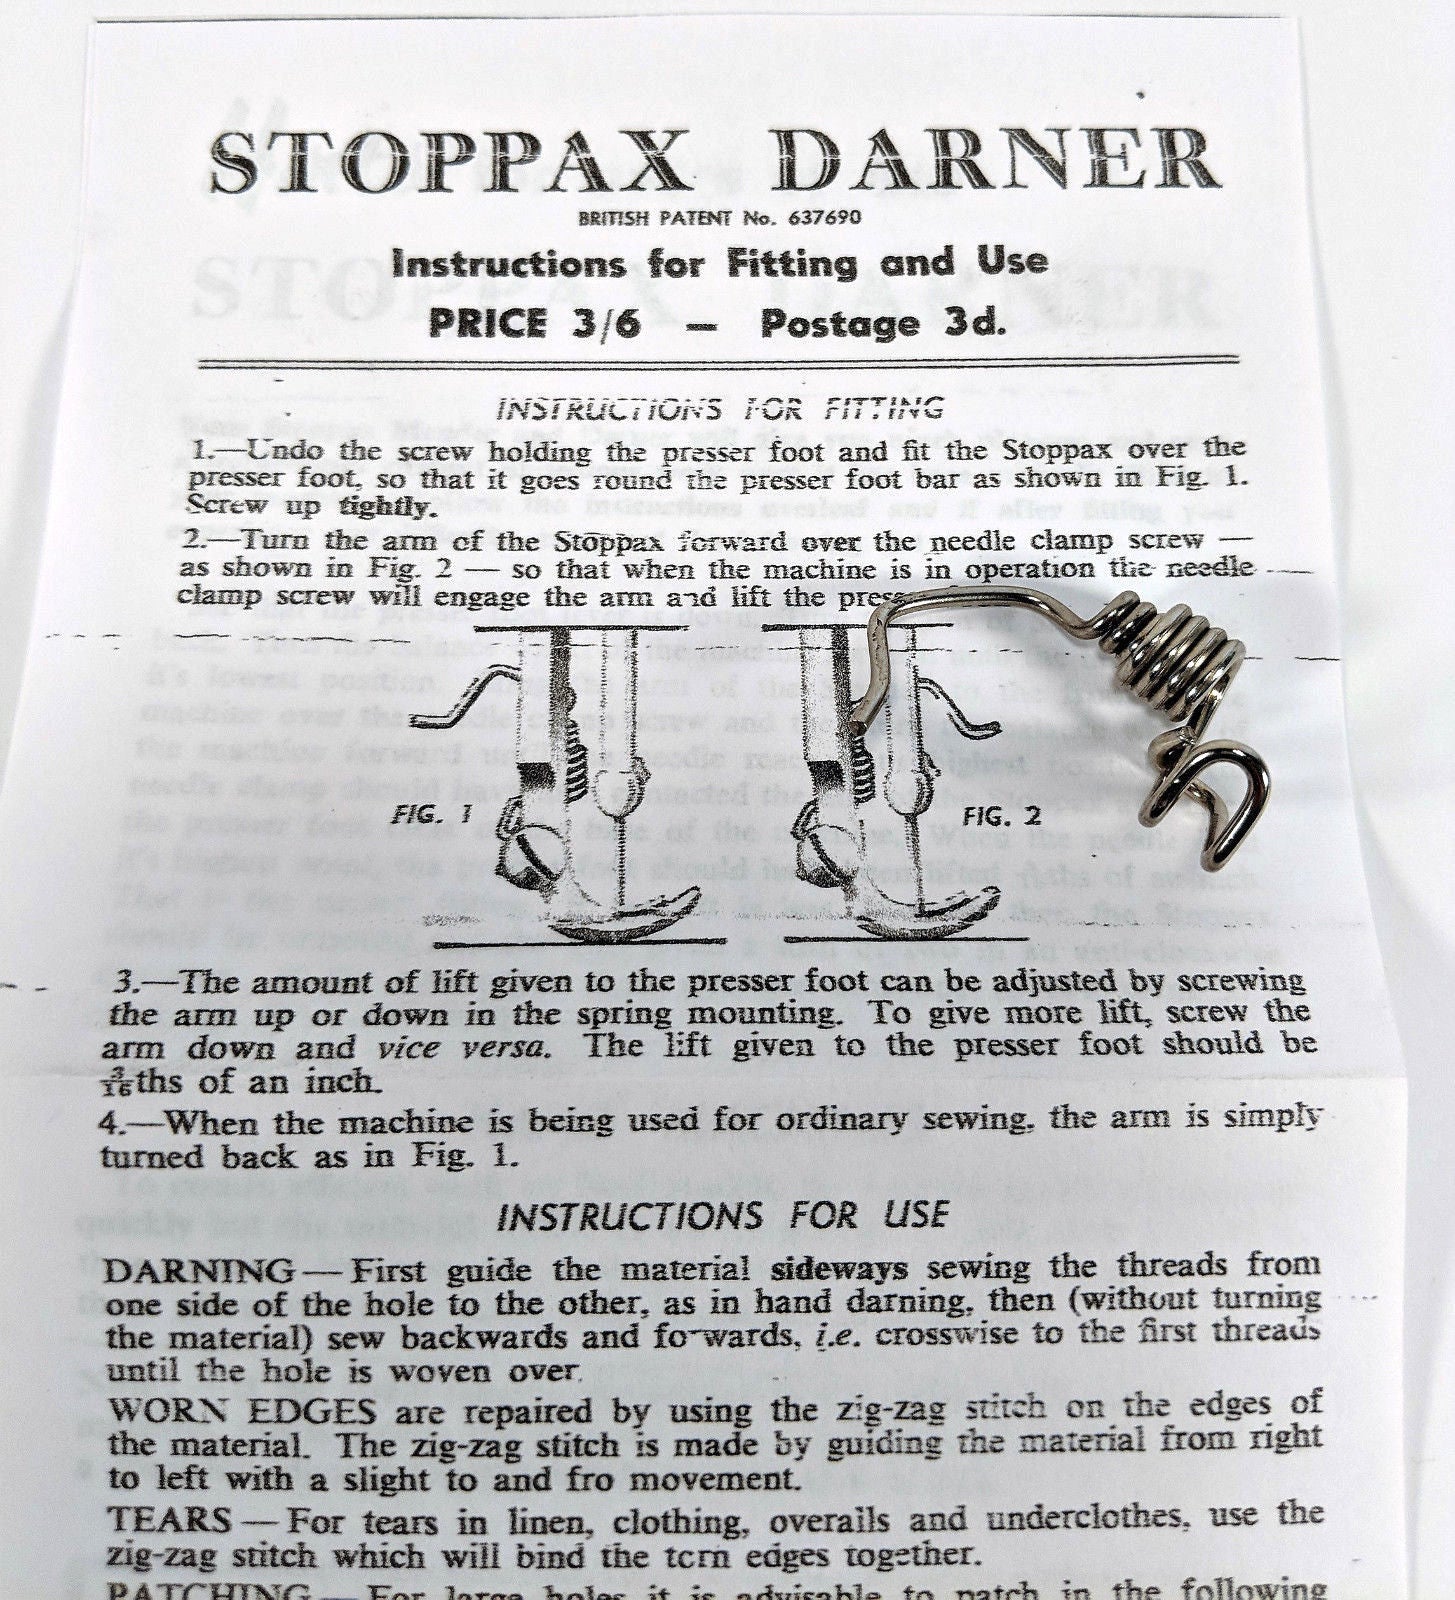 STOPPAX DARNER
BRITISH PATENT No. 637690
Instructions for Fitting and Use
PRICE 3/6 — Postage 3d.
INSTRUCTIONS FOR FITTING
1.—Undo the screw holding the presser foot and fit the Stoppax over the
presser foot, so that it goes round the presser foot bar as shown in Fig. 1.
Screw up tightly.
2.—Turn the arm of the Stoppax forward over the needle clamp screw —
as shown in Fig. 2 — so that when the machine is in operation the needle
clamp screw will engage the arm and lift the
FIG. 1
FIG. 2
3.—The amount of lift given to the presser foot can be adjusted by screwing
the arm up or down in the spring mounting. To give more lift, screw the
arm down and vice versa. The lift given to the presser foot should be
3/16ths of an inch.
4.—When the machine is being used for ordinary sewing, the arm is simply
turned back as in Fig. 1.
INSTRUCTIONS FOR USE
DARNING — First guide the material sideways sewing the threads from
one side of the hole to the other, as in hand darning, then (without turning
the material) sew backwards and forwards, i.e. crosswise to the first threads
until the hole is woven over.
WORN EDGES are repaired by using the zig-zag stitch on the edges of
the material. The zig-zag stitch is made by guiding the material from right
to left with a slight to and fro movement.
TEARS — For tears in linen, clothing, overalls and underclothes, use the
zig-zag stitch which will bind the torn edges together.
PATCHING — For large holes it is advisable to patch in the following